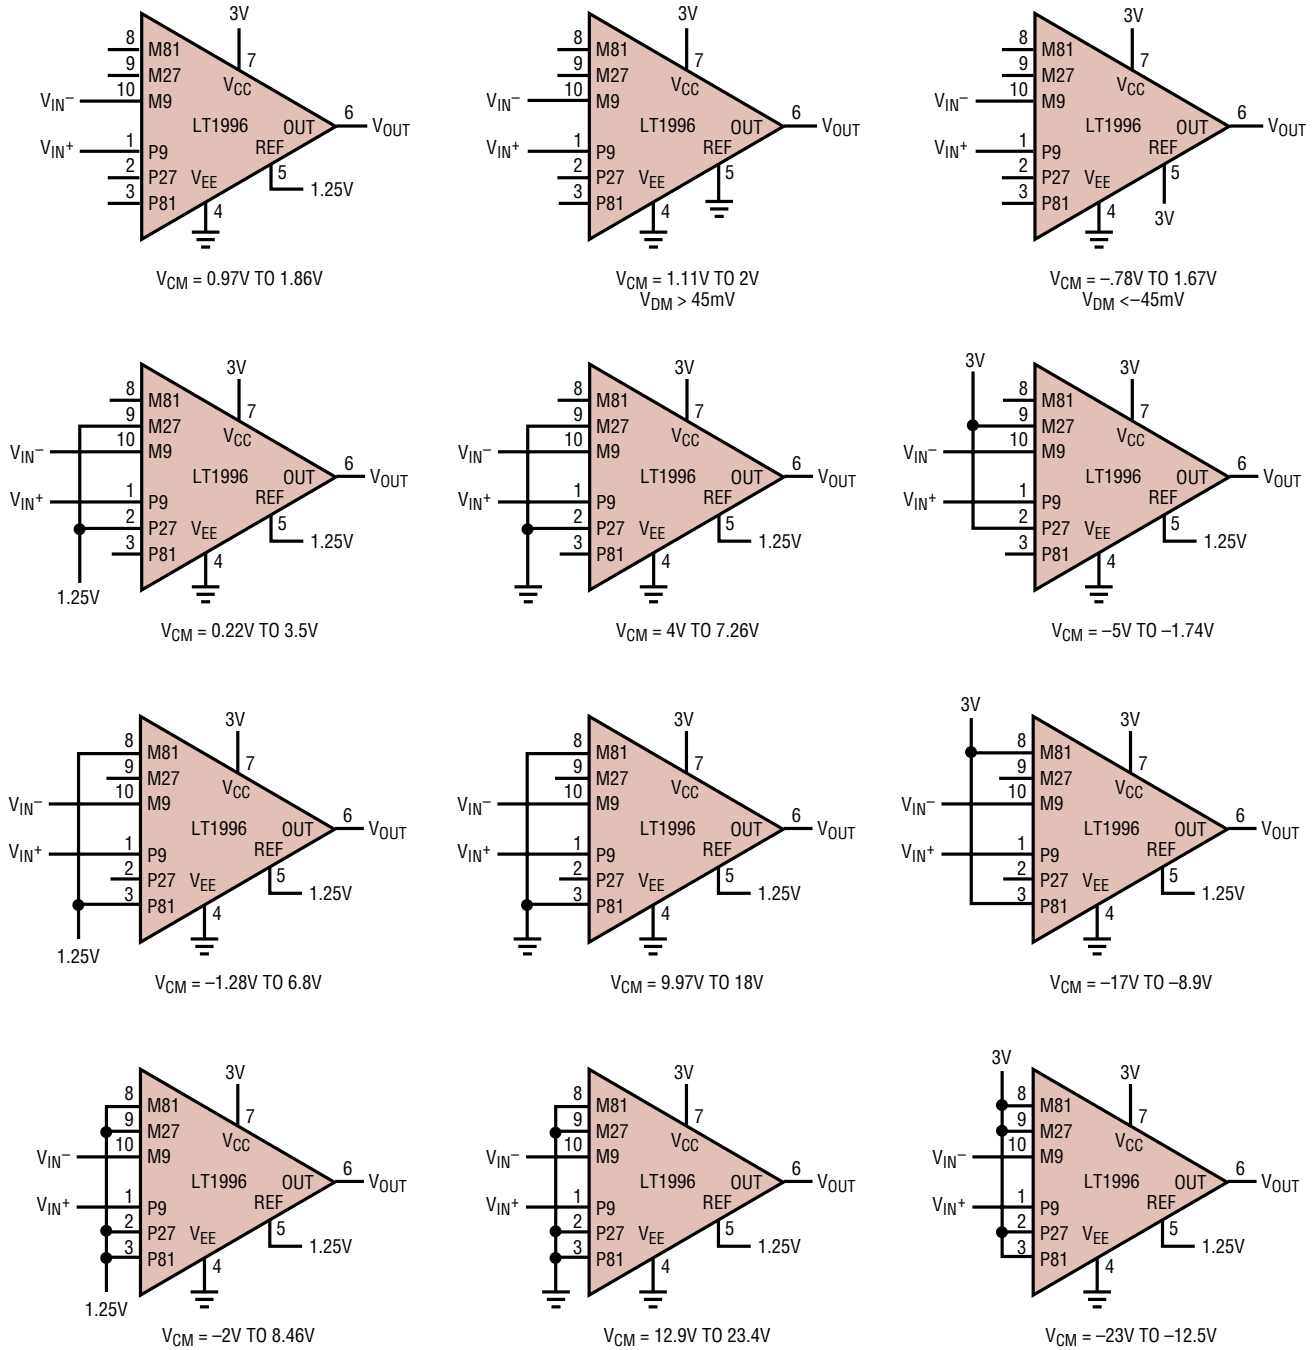 3V
8 M81
7
9 M27
VCC
10
VIN– M9
6
LT1996 OUT VOUT
VIN+ 1 P9
REF
2 P27 VEE
5
1.25V
3 P81
4
VCM = 0.97V TO 1.86V
3V
8 M81
7
9 M27
VCC
10
VIN– M9
6
LT1996 OUT VOUT
VIN+ 1 P9
REF
2 P27 VEE
5
3 P81
4
VCM = 1.11V TO 2V
VDM > 45mV
3V
8 M81
7
9 M27
VCC
10
VIN– M9
6
LT1996 OUT VOUT
VIN+ 1 P9
REF
2 P27 VEE
5
3 P81
4
3V
VCM = –.78V TO 1.67V
VDM <–45mV
3V
8 M81
7
9 M27
VCC
10
VIN– M9
6
LT1996 OUT VOUT
VIN+ 1 P9
REF
2 P27 VEE
5
1.25V
3 P81
4
1.25V
VCM = 0.22V TO 3.5V
3V
8 M81
7
9 M27
VCC
10
VIN– M9
6
LT1996 OUT VOUT
VIN+ 1 P9
REF
2 P27 VEE
5
1.25V
3 P81
4
VCM = 4V TO 7.26V
3V
3V
8 M81
7
9 M27
VCC
10
VIN– M9
6
LT1996 OUT VOUT
VIN+ 1 P9
REF
2 P27 VEE
5
1.25V
3 P81
4
VCM = –5V TO –1.74V
3V
8 M81
7
9 M27
VCC
10
VIN– M9
6
LT1996 OUT VOUT
VIN+ 1 P9
REF
2 P27 VEE
5
1.25V
3 P81
4
1.25V
VCM = –1.28V TO 6.8V
3V
8 M81
7
9 M27
VCC
10
VIN– M9
6
LT1996 OUT VOUT
VIN+ 1 P9
REF
2 P27 VEE
5
1.25V
3 P81
4
VCM = 9.97V TO 18V
3V
3V
8 M81
7
9 M27
VCC
10
VIN– M9
6
LT1996 OUT VOUT
VIN+ 1 P9
REF
2 P27 VEE
5
1.25V
3 P81
4
VCM = –17V TO –8.9V
3V
8 M81
7
9 M27
VCC
10
VIN– M9
6
LT1996 OUT VOUT
VIN+ 1 P9
REF
2 P27 VEE
5
1.25V
3 P81
4
1.25V
VCM = –2V TO 8.46V
3V
8 M81
7
9 M27
VCC
10
VIN– M9
6
LT1996 OUT VOUT
VIN+ 1 P9
REF
2 P27 VEE
5
1.25V
3 P81
4
VCM = 12.9V TO 23.4V
3V
3V
8 M81
7
9 M27
VCC
10
VIN– M9
6
LT1996 OUT VOUT
VIN+ 1 P9
REF
2 P27 VEE
5
1.25V
3 P81
4
VCM = –23V TO –12.5V